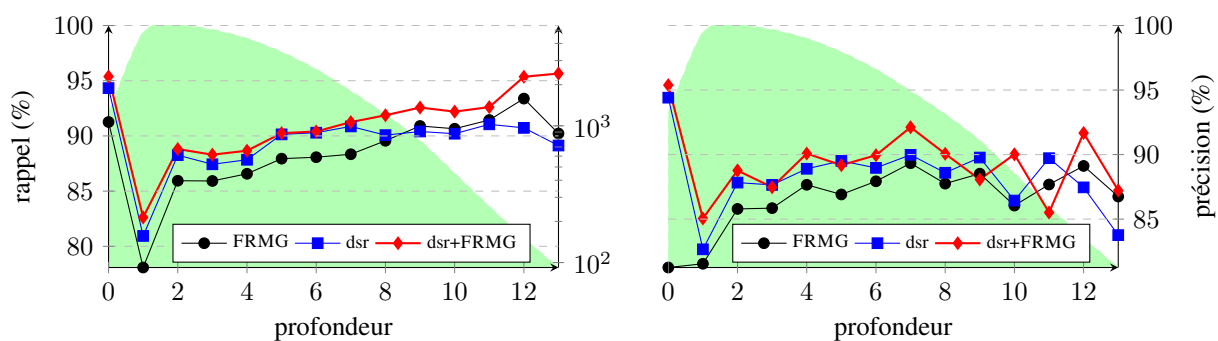 100
95
90
85
80
rappel (%)
10³
10²
FRMG dsr dsr+FRMG
0 2 4 6 8 10 12
profondeur
100
95
90
85
précision (%)
FRMG dsr dsr+FRMG
0 2 4 6 8 10 12
profondeur